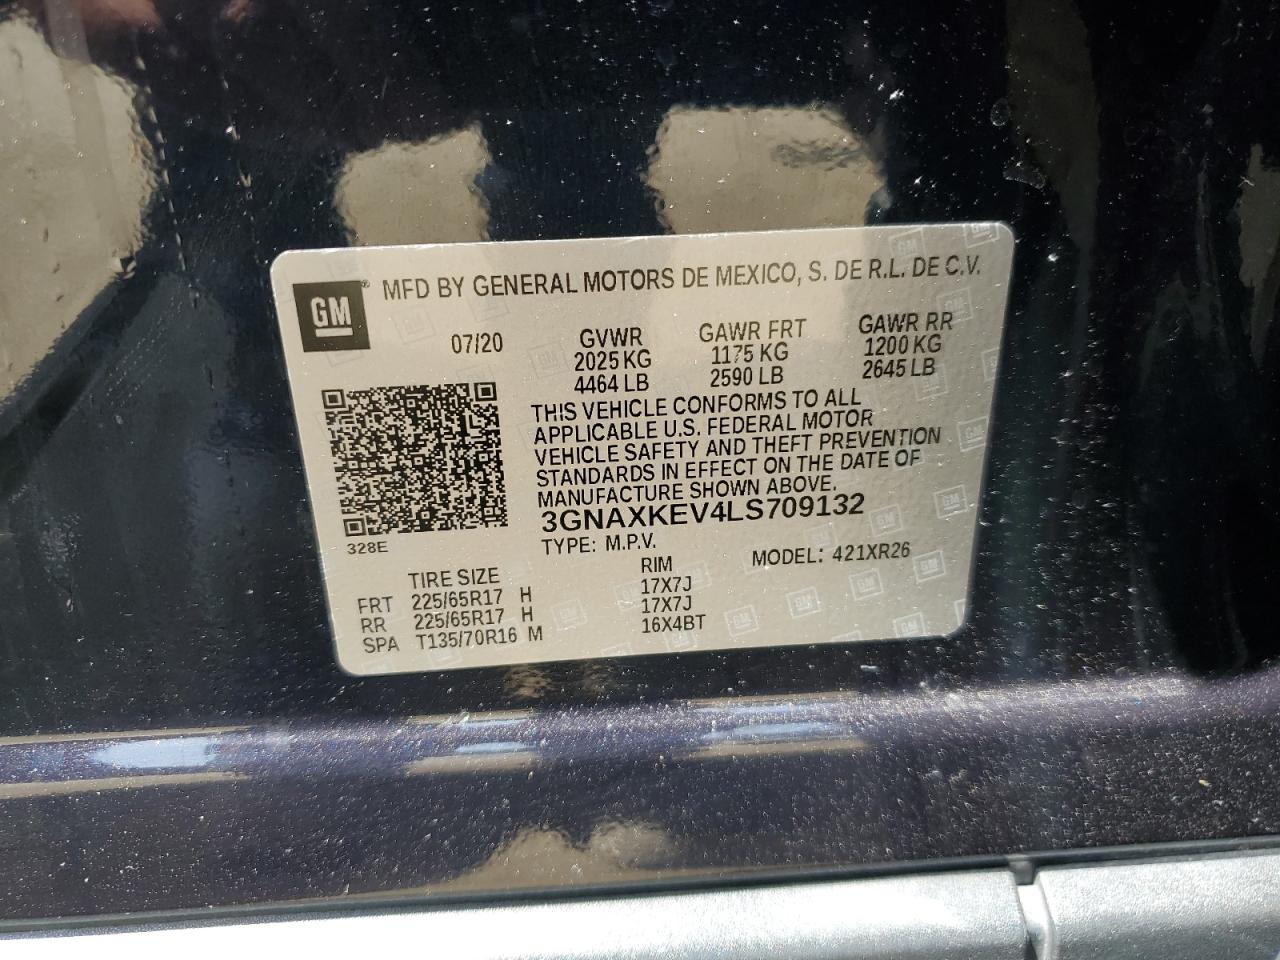 GM
MFD BY GENERAL MOTORS DE MEXICO, S. DE R.L. DE C.V.
07/20
GVWR
2025 KG
4464 LB
GAWR FRT
1175 KG
2590 LB
GAWR RR
1200 KG
2645 LB
THIS VEHICLE CONFORMS TO ALL
APPLICABLE U.S. FEDERAL MOTOR
VEHICLE SAFETY AND THEFT PREVENTION
STANDARDS IN EFFECT ON THE DATE OF
MANUFACTURE SHOWN ABOVE.
3GNAXKEV4LS709132
328E
TYPE: M.P.V.
MODEL: 421XR26
TIRE SIZE RIM
FRT 225/65R17 H 17X7J
RR 225/65R17 H 17X7J
SPA T135/70R16 M 16X4BT